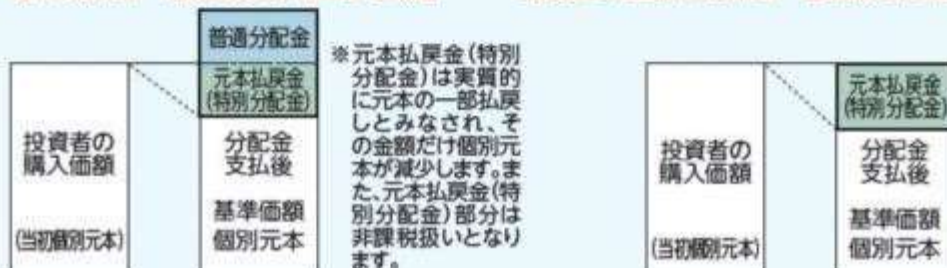 普通分配金
元本払戻金
(特別分配金)
投資者の
購入価額
(当初個別元本)
分配金
支払後
基準価額
個別元本
※元本払戻金(特別
分配金)は実質的
に元本の一部払戻
しとみなされ、そ
の金額だけ個別元
本が減少します。ま
た、元本払戻金(特
別分配金)部分は
非課税扱いとなり
ます。
元本払戻金
(特別分配金)
投資者の
購入価額
(当初個別元本)
分配金
支払後
基準価額
個別元本